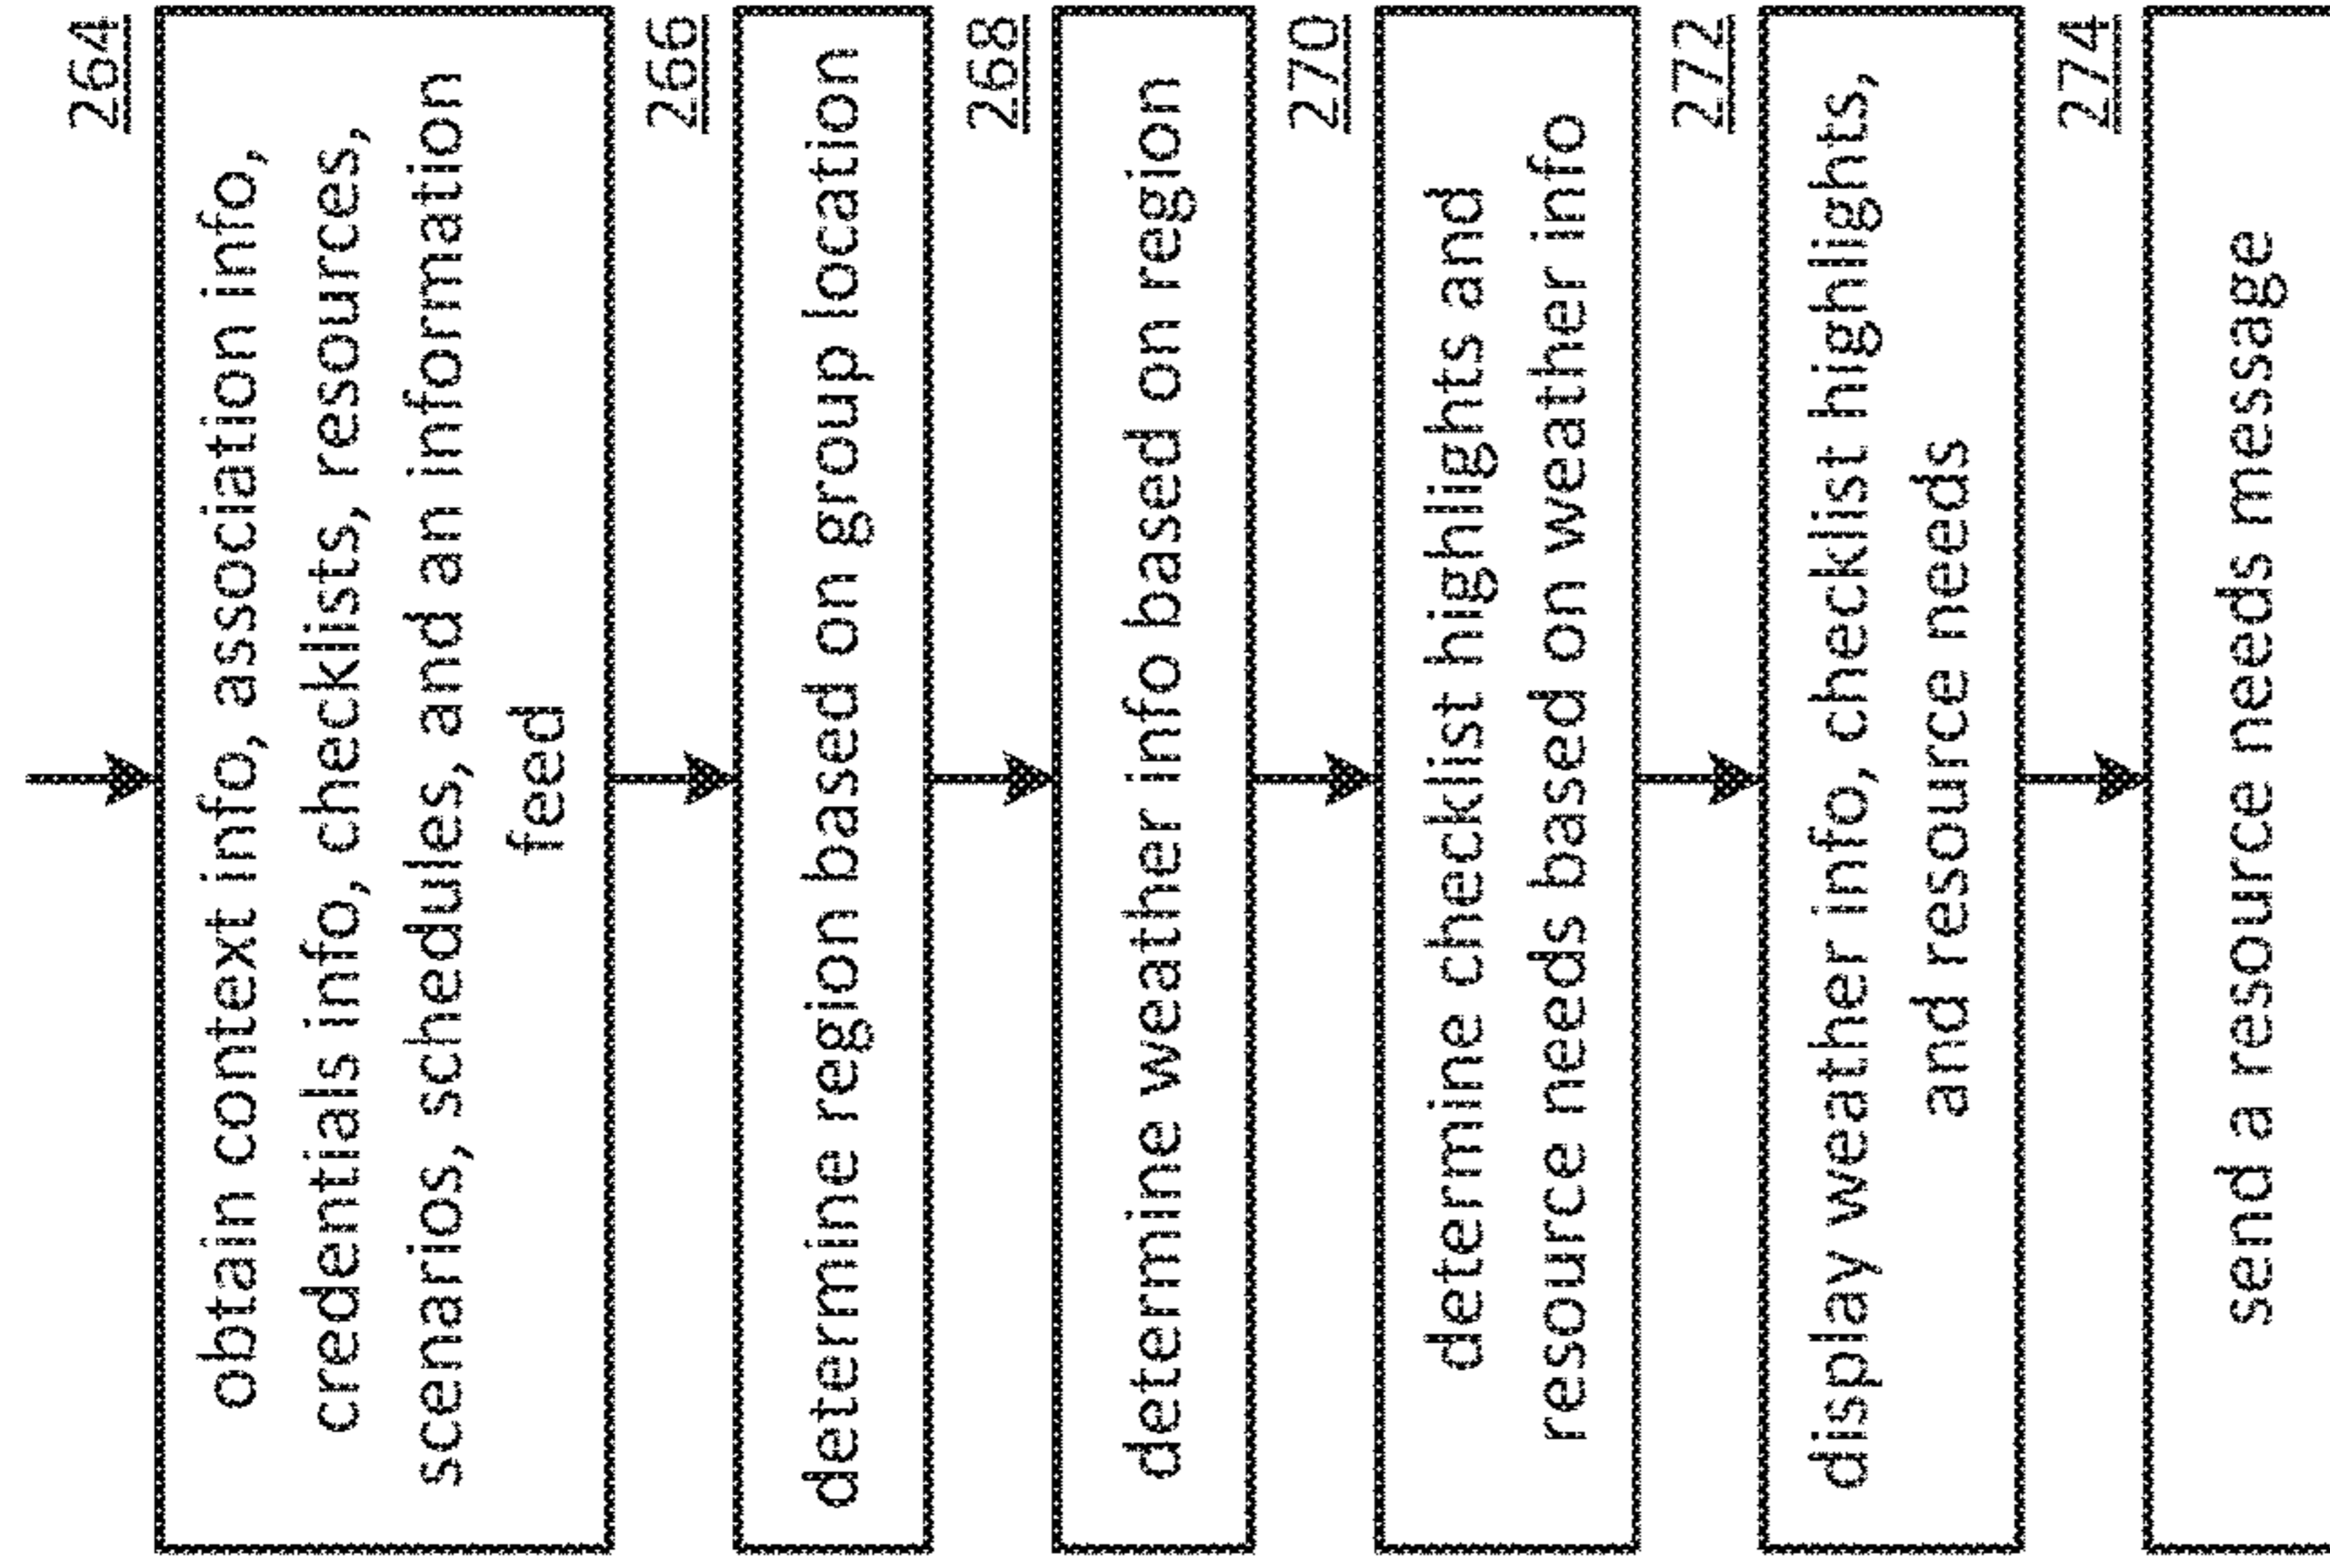 264
obtain context info, association info,
credentials info, checklists, resources,
scenarios, schedules, and an information
feed
266
determine region based on group location
268
determine weather info based on region
270
determine checklist highlights and
resource needs based on weather info
272
display weather info, checklist highlights,
and resource needs
274
send a resource needs message